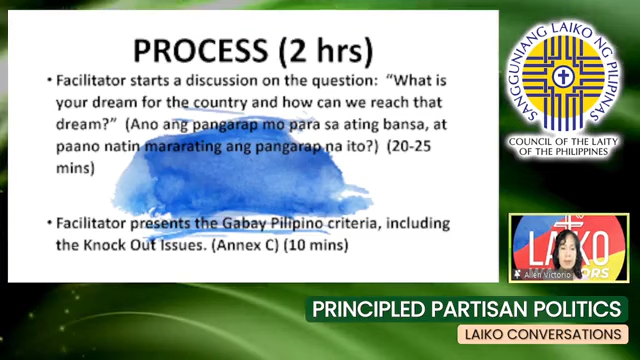 PROCESS (2 hrs)
• Facilitator starts a discussion on the question: “What is
your dream for the country and how can we reach that
dream?” (Ano ang pangarap mo para sa ating bansa, at
paano natin mararating ang pangarap na ito?) (20-25
mins)
• Facilitator presents the Gabay Pilipino criteria, including
the Knock Out Issues. (Annex C) (10 mins)
SANGGUNIANG LAIKO NG PILIPINAS
COUNCIL OF THE LAITY
OF THE PHILIPPINES
LAIKO
Allen Victorio
PRINCIPLED PARTISAN POLITICS
LAIKO CONVERSATIONS